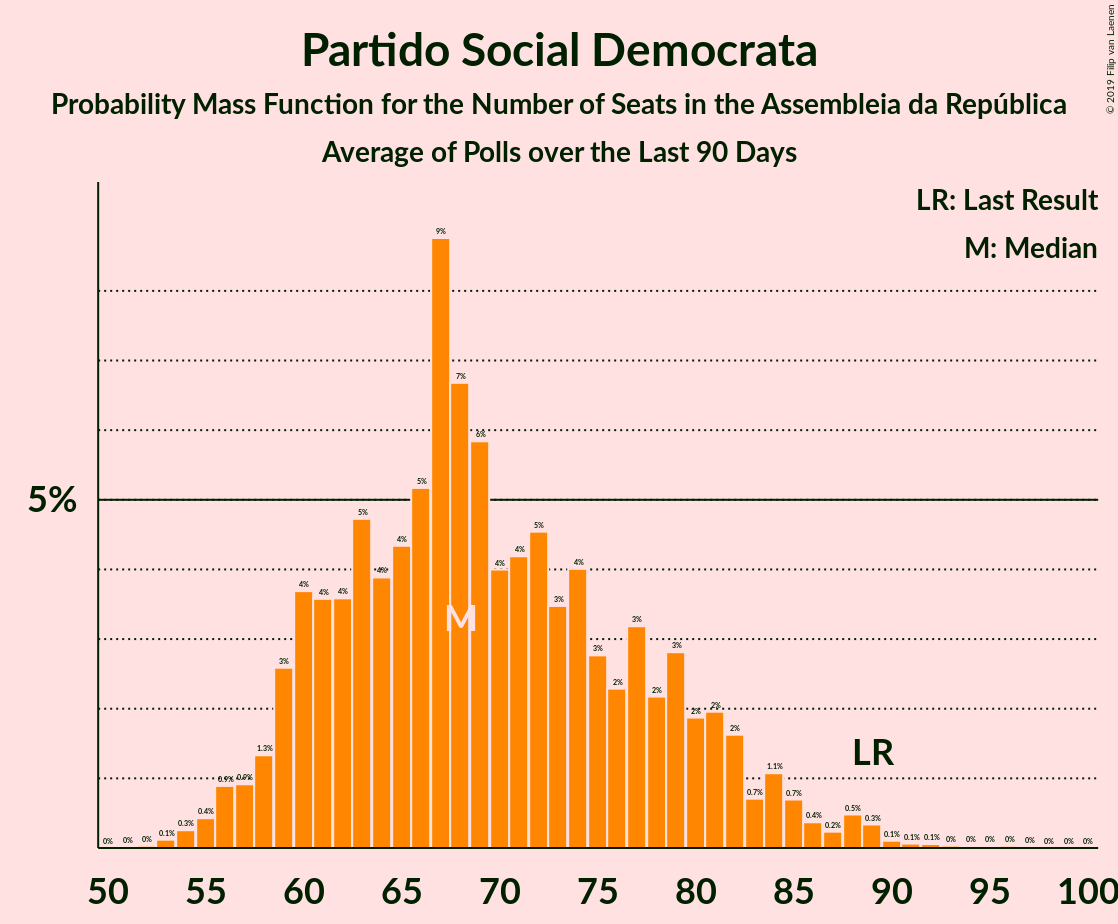 Partido Social Democrata
Probability Mass Function for the Number of Seats in the Assembleia da República
Average of Polls over the Last 90 Days
© 2019 Filip van Laenen
LR: Last Result
M: Median
5%
0% 0% 0% 0.1% 0.3% 0.4% 0.9% 0.9% 1.3% 3% 4% 4% 4% 5% 4% 4% 5% 9% 7% 6% 4% 4% 5% 3% 4% 3% 2% 3% 2% 3% 2% 2% 2% 0.7% 1.1% 0.7% 0.4% 0.2% 0.5% 0.3% 0.1% 0.1% 0.1% 0% 0% 0% 0% 0% 0% 0% 0%
M
LR
50 55 60 65 70 75 80 85 90 95 100